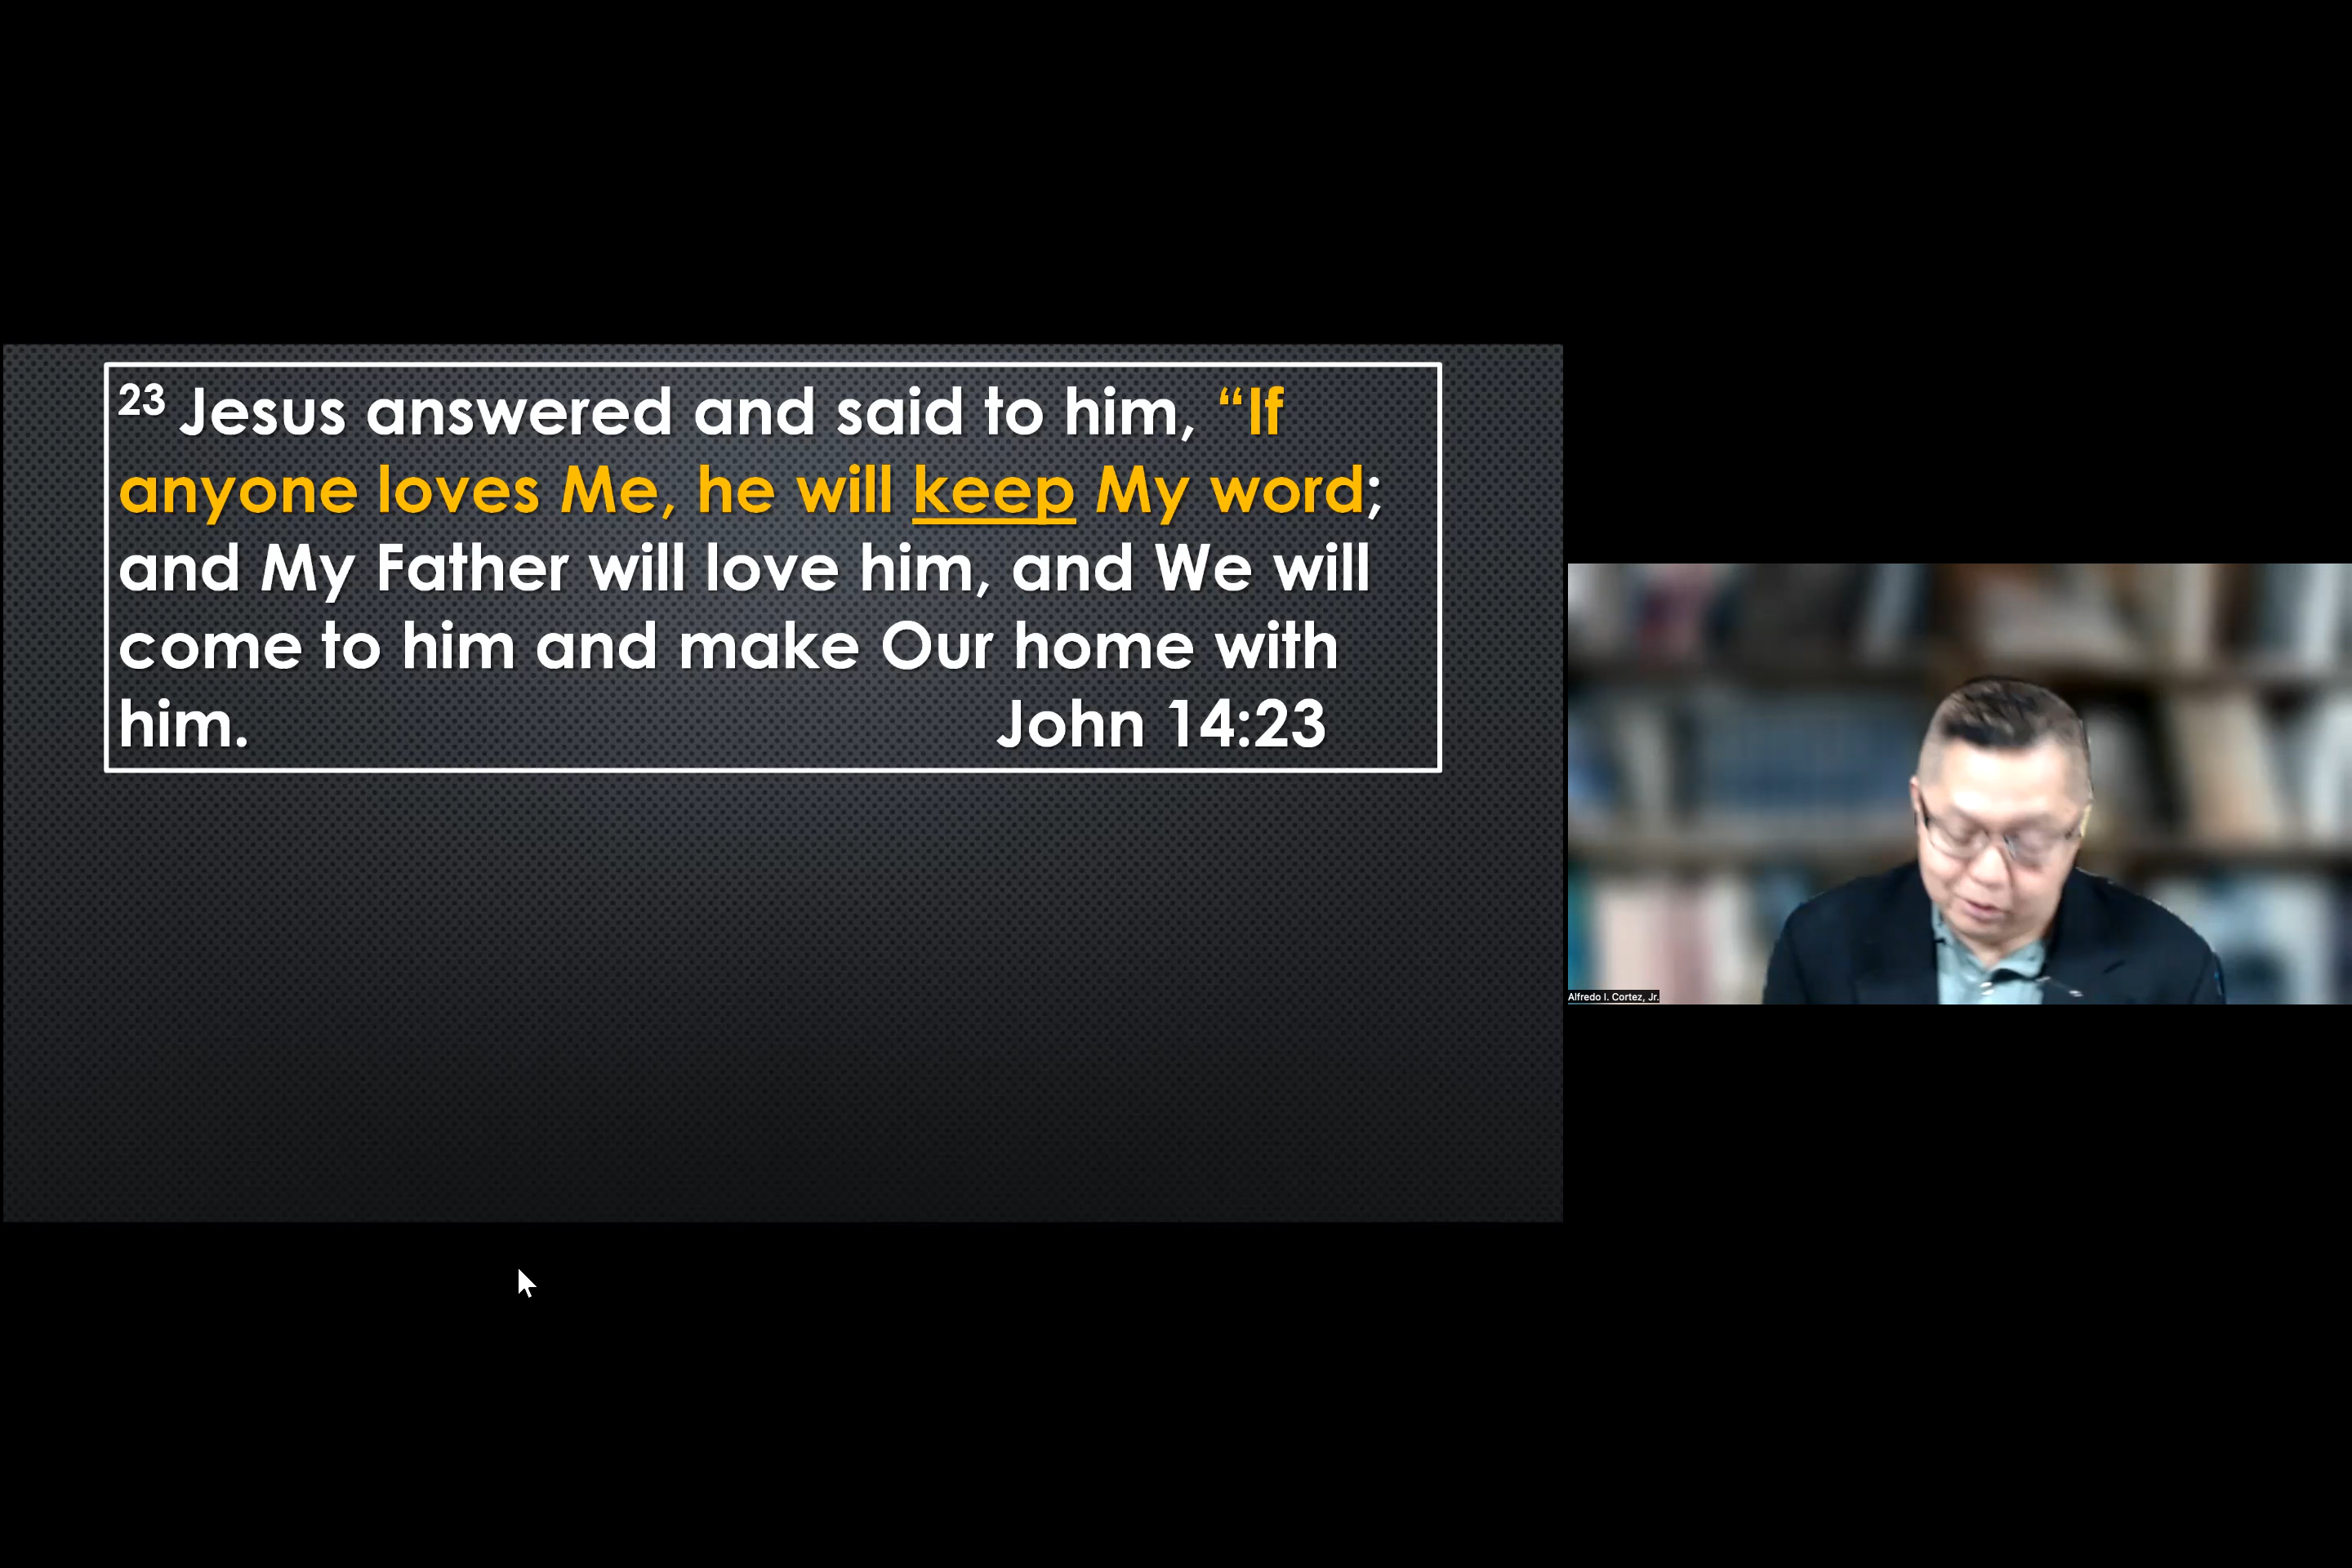 23 Jesus answered and said to him, “If
anyone loves Me, he will keep My word;
and My Father will love him, and We will
come to him and make Our home with
him. John 14:23
Alfredo I. Cortez, Jr.